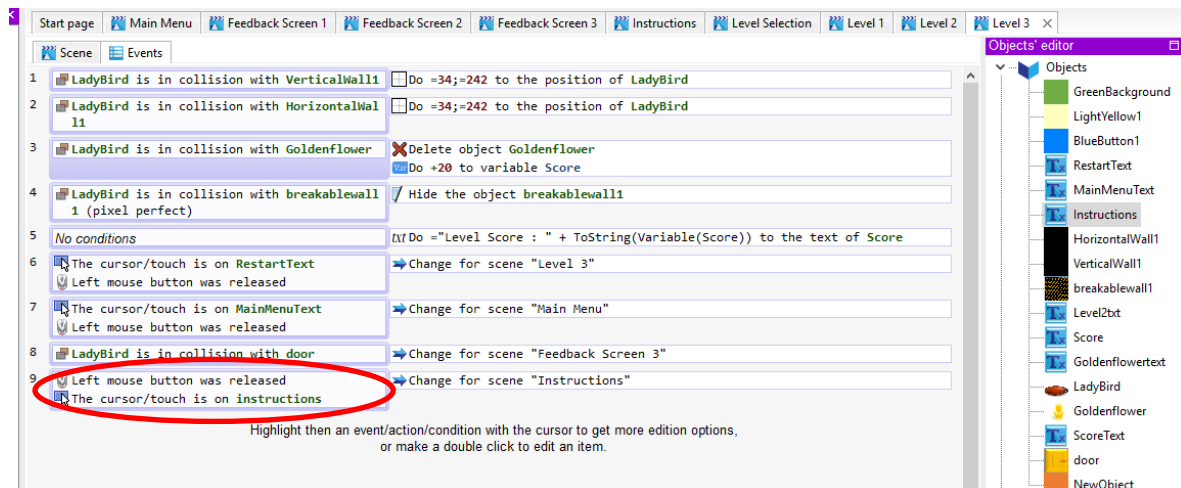 Start page Main Menu Feedback Screen 1 Feedback Screen 2 Feedback Screen 3 Instructions Level Selection Level 1 Level 2 Level 3 ×
Scene Events
1 LadyBird is in collision with VerticalWall1 Do =34;=242 to the position of LadyBird
2 LadyBird is in collision with HorizontalWal Do =34;=242 to the position of LadyBird
l1
3 LadyBird is in collision with Goldenflower Delete object Goldenflower
Var Do +20 to variable Score
4 LadyBird is in collision with breakablewall Hide the object breakablewall1
1 (pixel perfect)
5 No conditions txt Do ="Level Score : " + ToString(Variable(Score)) to the text of Score
6 The cursor/touch is on RestartText Change for scene "Level 3"
Left mouse button was released
7 The cursor/touch is on MainMenuText Change for scene "Main Menu"
Left mouse button was released
8 LadyBird is in collision with door Change for scene "Feedback Screen 3"
9 Left mouse button was released Change for scene "Instructions"
The cursor/touch is on instructions
Highlight then an event/action/condition with the cursor to get more edition options,
or make a double click to edit an item.
Objects' editor
Objects
GreenBackground
LightYellow1
BlueButton1
Tx RestartText
Tx MainMenuText
Tx Instructions
HorizontalWall1
VerticalWall1
breakablewall1
Tx Level2txt
Tx Score
Tx Goldenflowertext
LadyBird
Goldenflower
Tx ScoreText
door
NewObject